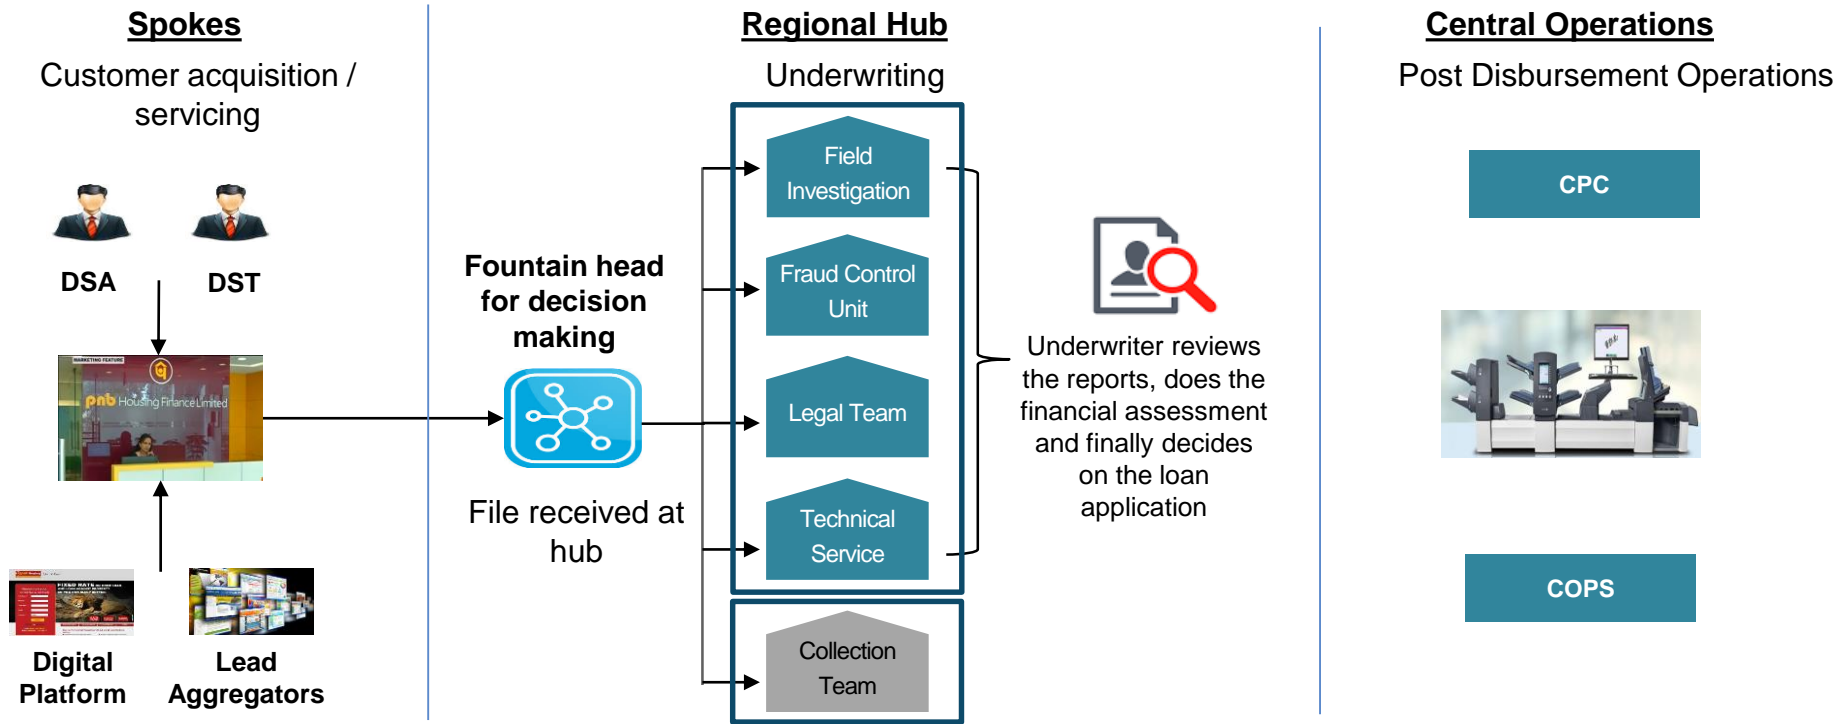 Spokes
Customer acquisition /
servicing
DSA
DST
MARKETING FEATURE
pnb Housing Finance Limited
Digital
Platform
Lead
Aggregators
Regional Hub
Underwriting
Fountain head
for decision
making
File received at
hub
Field
Investigation
Fraud Control
Unit
Legal Team
Technical
Service
Collection
Team
Underwriter reviews
the reports, does the
financial assessment
and finally decides
on the loan
application
Central Operations
Post Disbursement Operations
CPC
COPS